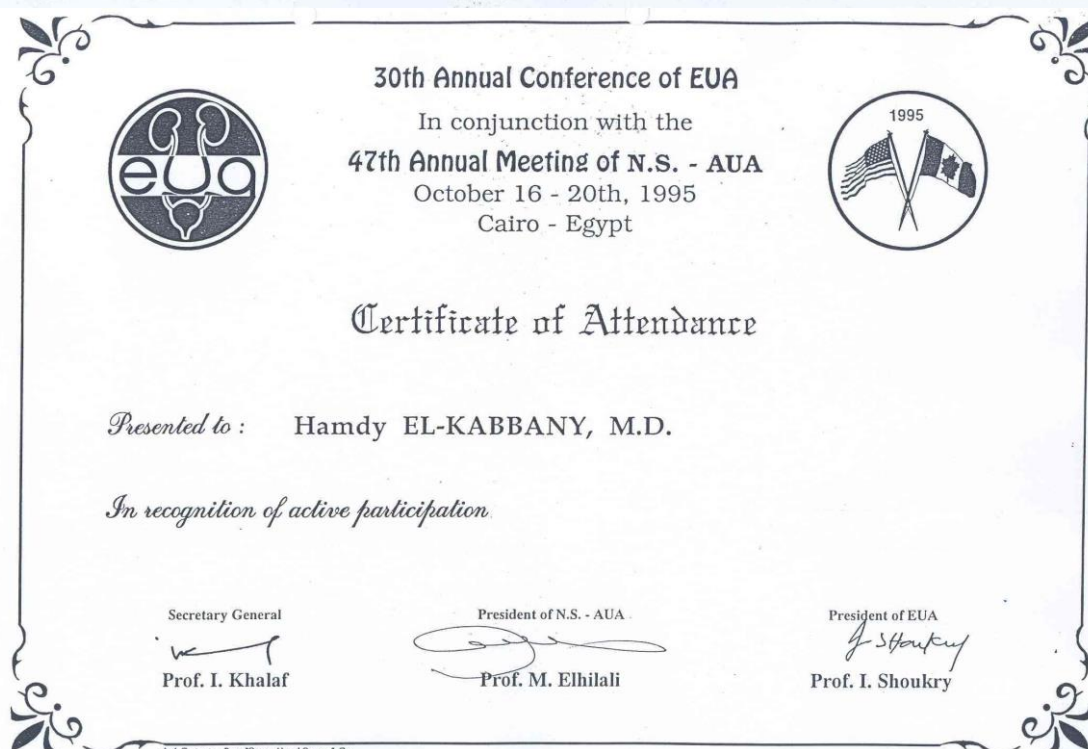 30th Annual Conference of EUA
In conjunction with the
47th Annual Meeting of N.S. - AUA
October 16 - 20th, 1995
Cairo - Egypt
eua
1995
Certificate of Attendance
Presented to : Hamdy EL-KABBANY, M.D.
In recognition of active participation
Secretary General
Prof. I. Khalaf
President of N.S. - AUA
Prof. M. Elhilali
President of EUA
I. Shoukry
Prof. I. Shoukry